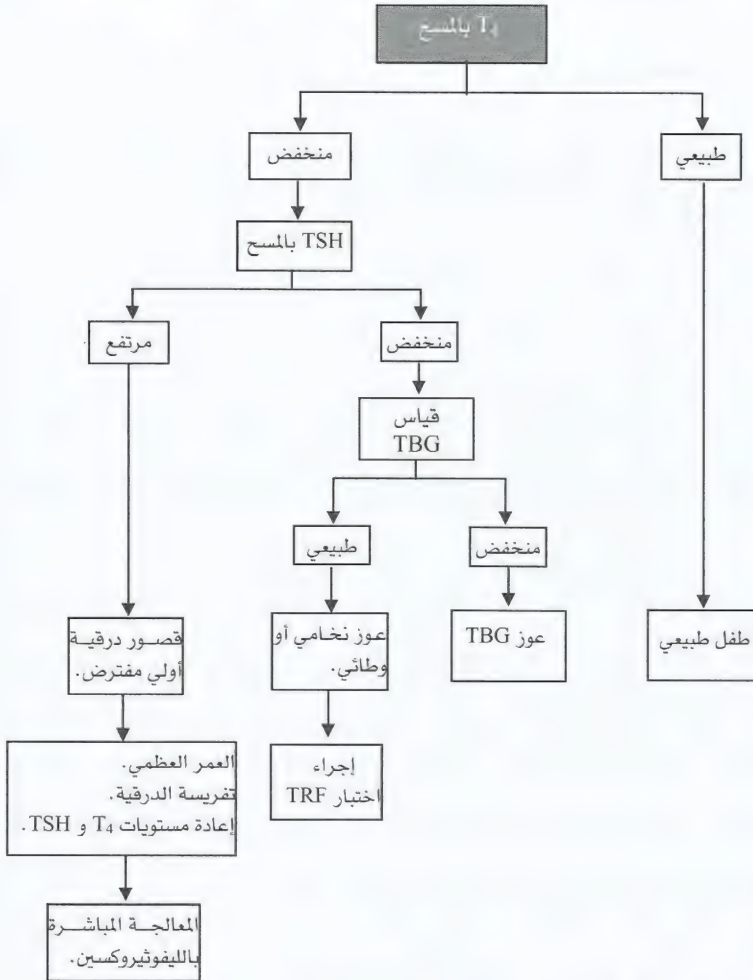 T₄ بالمسح
طبيعي
منخفض
TSH بالمسح
منخفض
مرتفع
قياس
TBG
منخفض
طبيعي
طفل طبيعي
عوز TBG
عوز نخامي أو
وطائي.
قصور درقية
أولي مفترض.
إجراء
اختبار TRF
العمر العظمي.
تفريسة الدرقية.
إعادة مستويات T₄ و TSH.
المعالجة المباشرة
بالليفوثيروكسين.